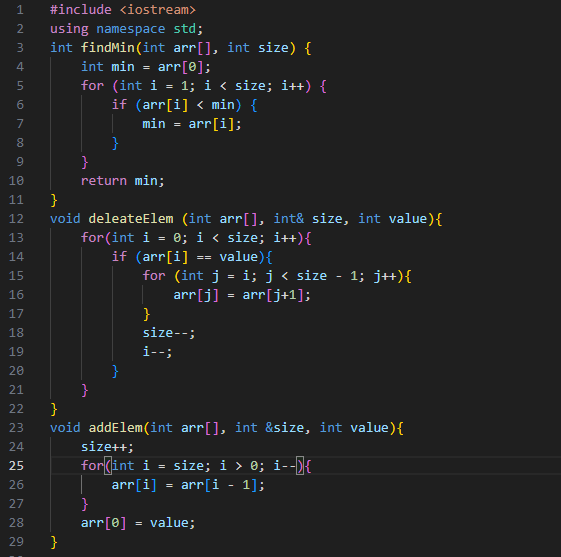 1 #include <iostream>
2 using namespace std;
3 int findMin(int arr[], int size) {
4     int min = arr[0];
5     for (int i = 1; i < size; i++) {
6         if (arr[i] < min) {
7             min = arr[i];
8         }
9     }
10     return min;
11 }
12 void deleateElem (int arr[], int& size, int value){
13     for(int i = 0; i < size; i++){
14         if (arr[i] == value){
15             for (int j = i; j < size - 1; j++){
16                 arr[j] = arr[j+1];
17             }
18             size--;
19             i--;
20         }
21     }
22 }
23 void addElem(int arr[], int &size, int value){
24     size++;
25     for(int i = size; i > 0; i--){
26         arr[i] = arr[i - 1];
27     }
28     arr[0] = value;
29 }